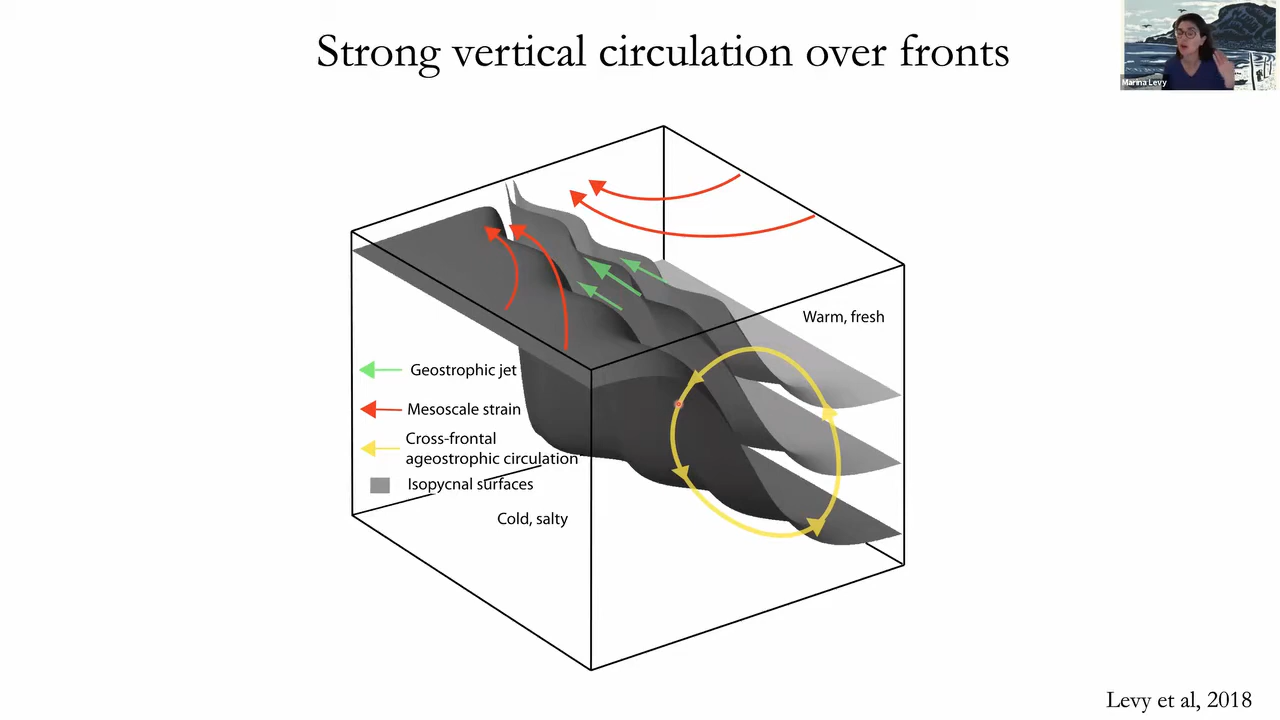 Strong vertical circulation over fronts
Marina Levy
Warm, fresh
Geostrophic jet
Mesoscale strain
Cross-frontal
ageostrophic circulation
Isopycnal surfaces
Cold, salty
Levy et al, 2018